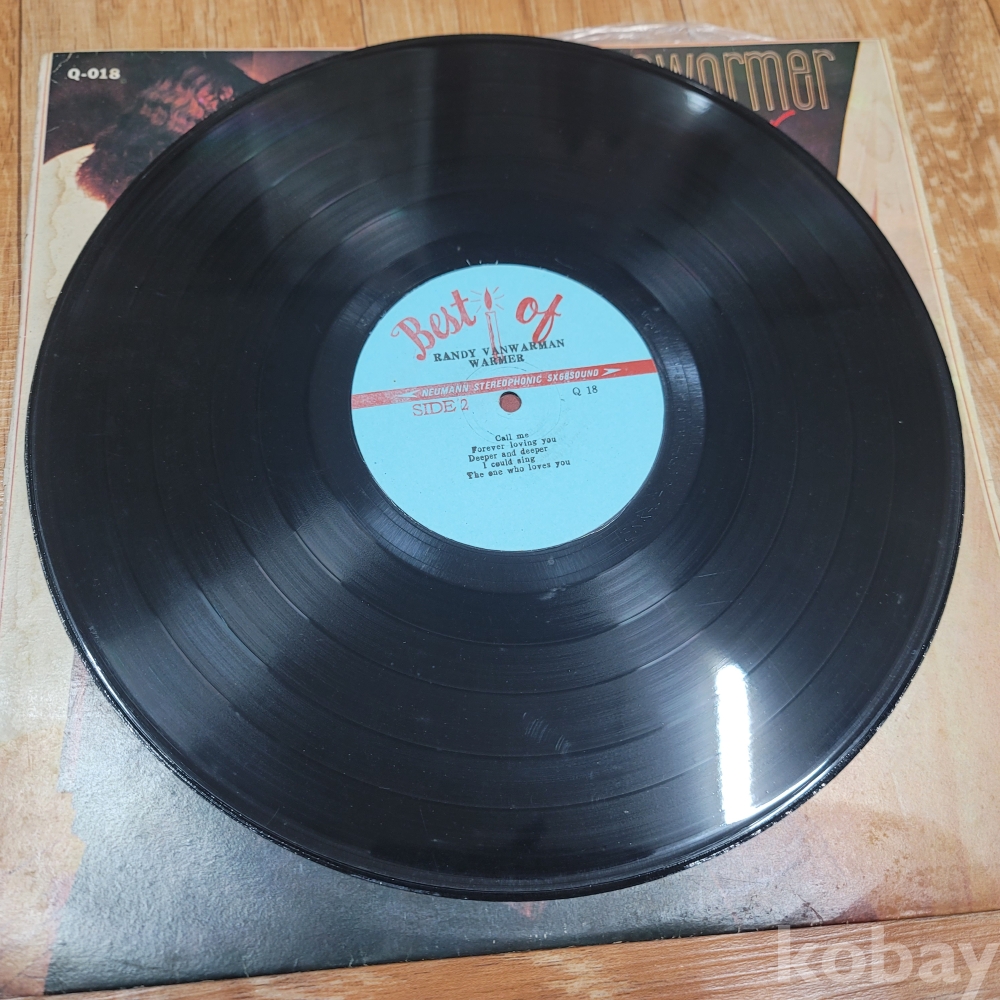 Q-018
wormer
Best of
RANDY VANWARMAN
WARMER
NEUMANN STEREOPHONIC SX68SOUND
SIDE 2
Q 18
Call me
Forever loving you
Deeper and deeper
I could sing
The one who loves you
kobay